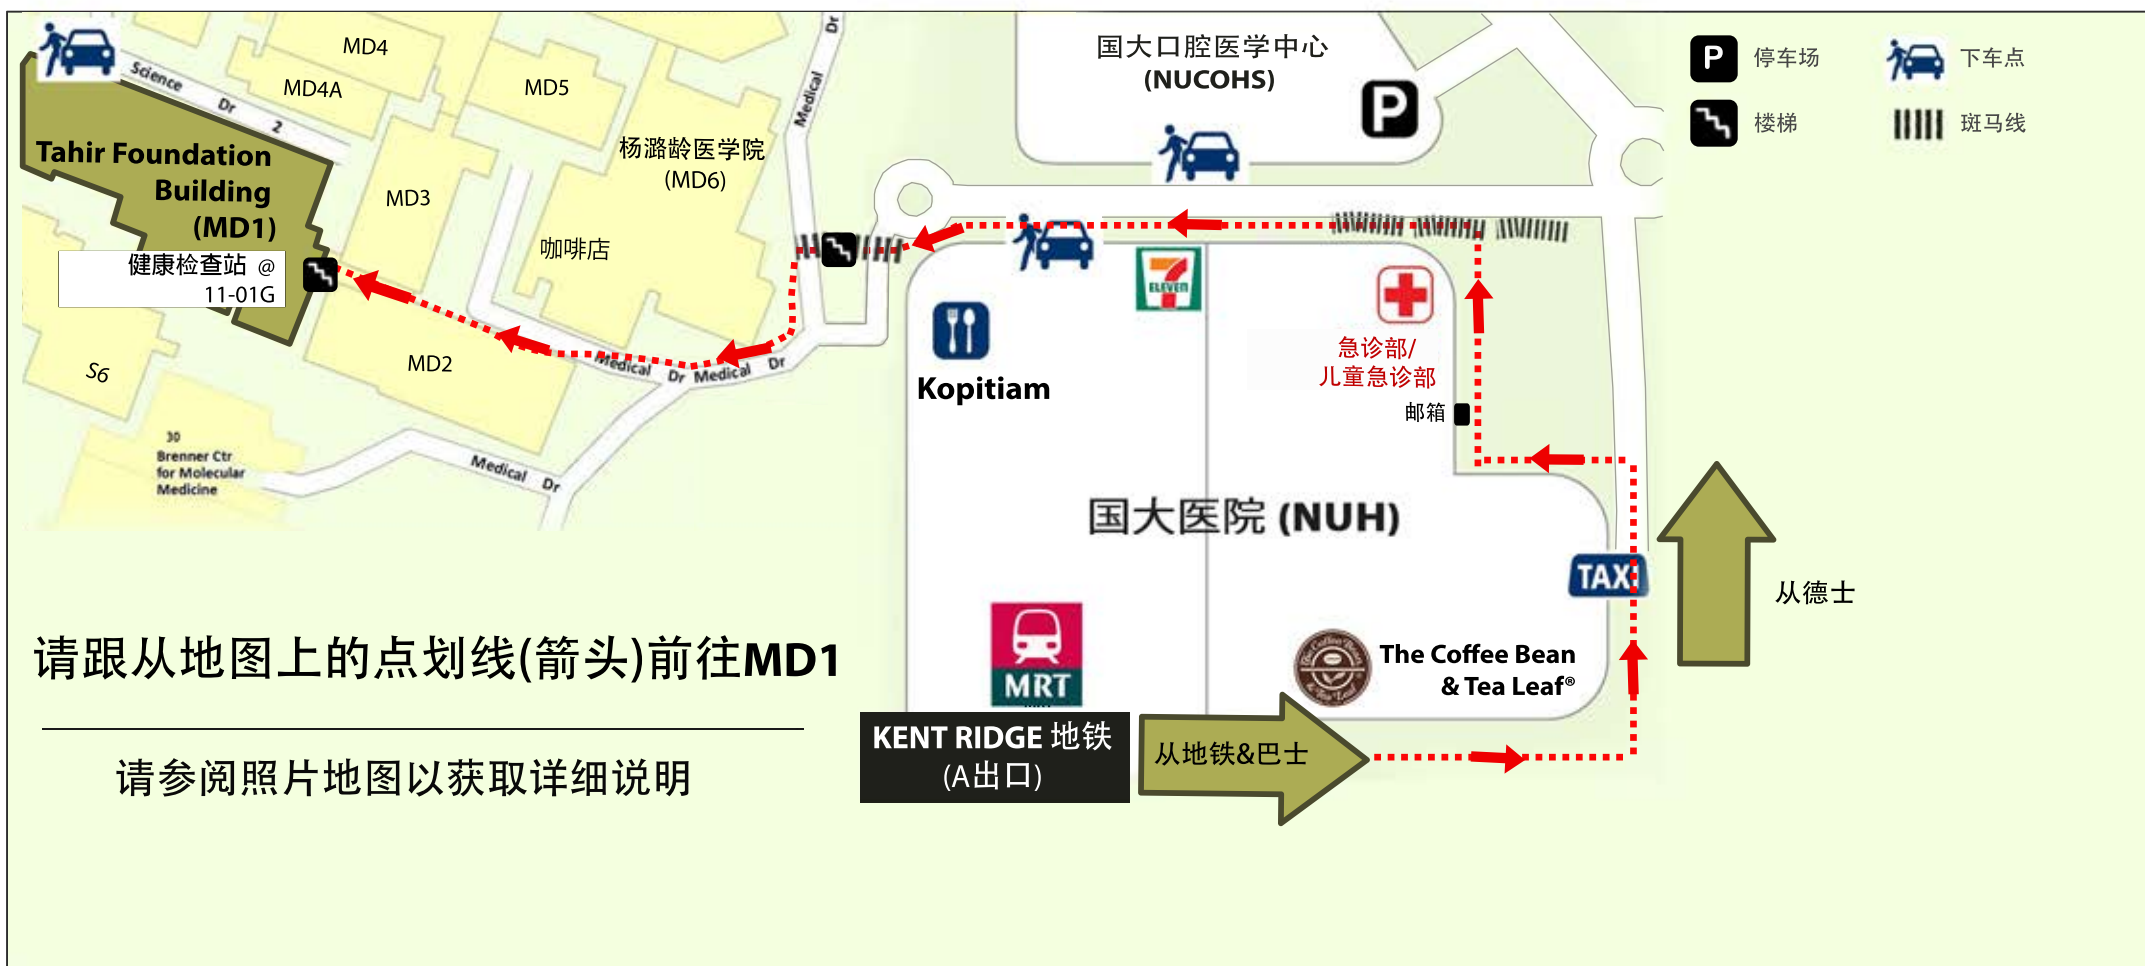 MD4
MD4A
MD5
Science Dr 2
Medical Dr
Tahir Foundation
Building
(MD1)
健康检查站 @
11-01G
MD3
杨潞龄医学院
(MD6)
咖啡店
MD2
S6
30
Brenner Ctr
for Molecular
Medicine
Medical Dr
Medical Dr
Medical Dr
国大口腔医学中心
(NUCOHS)
P
P 停车场
下车点
楼梯
斑马线
7
ELEVEN
Kopitiam
急诊部/
儿童急诊部
邮箱
国大医院 (NUH)
TAXI
从德士
MRT
The Coffee Bean
& Tea Leaf
The Coffee Bean
& Tea Leaf®
KENT RIDGE 地铁
(A出口)
从地铁&巴士
请跟从地图上的点划线(箭头)前往MD1
请参阅照片地图以获取详细说明